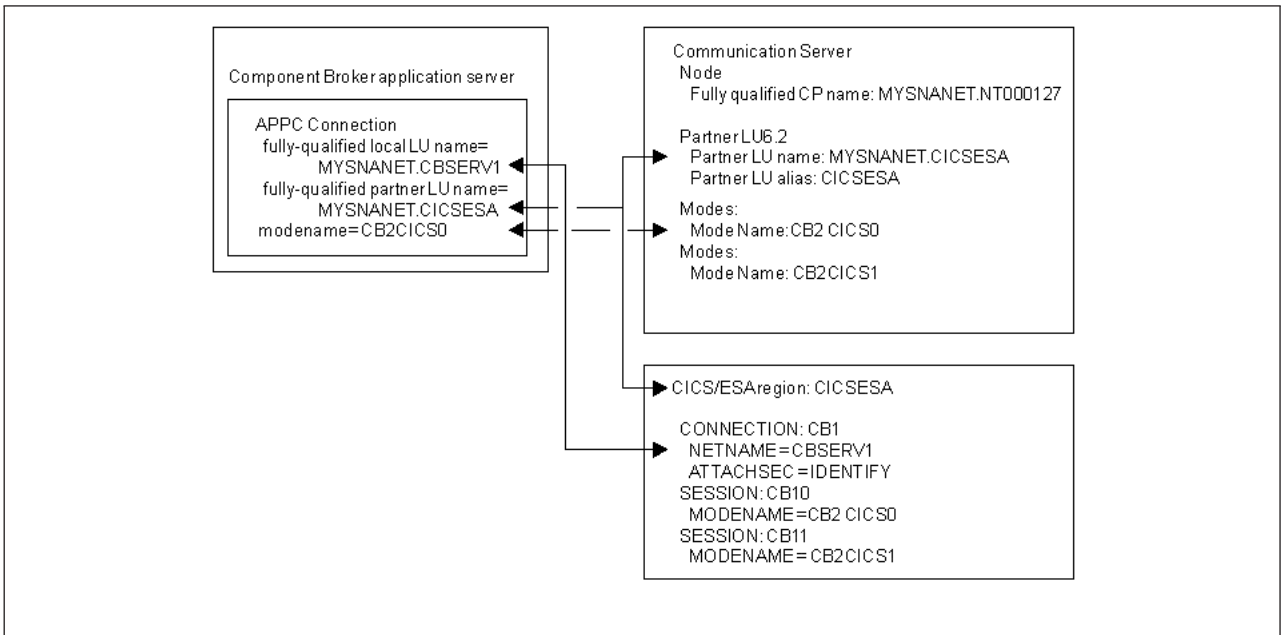 Component Broker application server
APPC Connection
fully-qualified local LU name=
MYSNANET.CBSERV1
fully-qualified partner LU name=
MYSNANET.CICSESA
modename=CB2CICS0
Communication Server
Node
Fully qualified CP name: MYSNANET.NT000127
Partner LU6.2
Partner LU name: MYSNANET.CICSESA
Partner LU alias: CICSESA
Modes:
Mode Name: CB2 CICS0
Modes:
Mode Name: CB2CICS1
CICS/ESA region: CICSESA
CONNECTION: CB1
NETNAME=CBSERV1
ATTACHSEC=IDENTIFY
SESSION: CB10
MODENAME=CB2 CICS0
SESSION: CB11
MODENAME=CB2CICS1